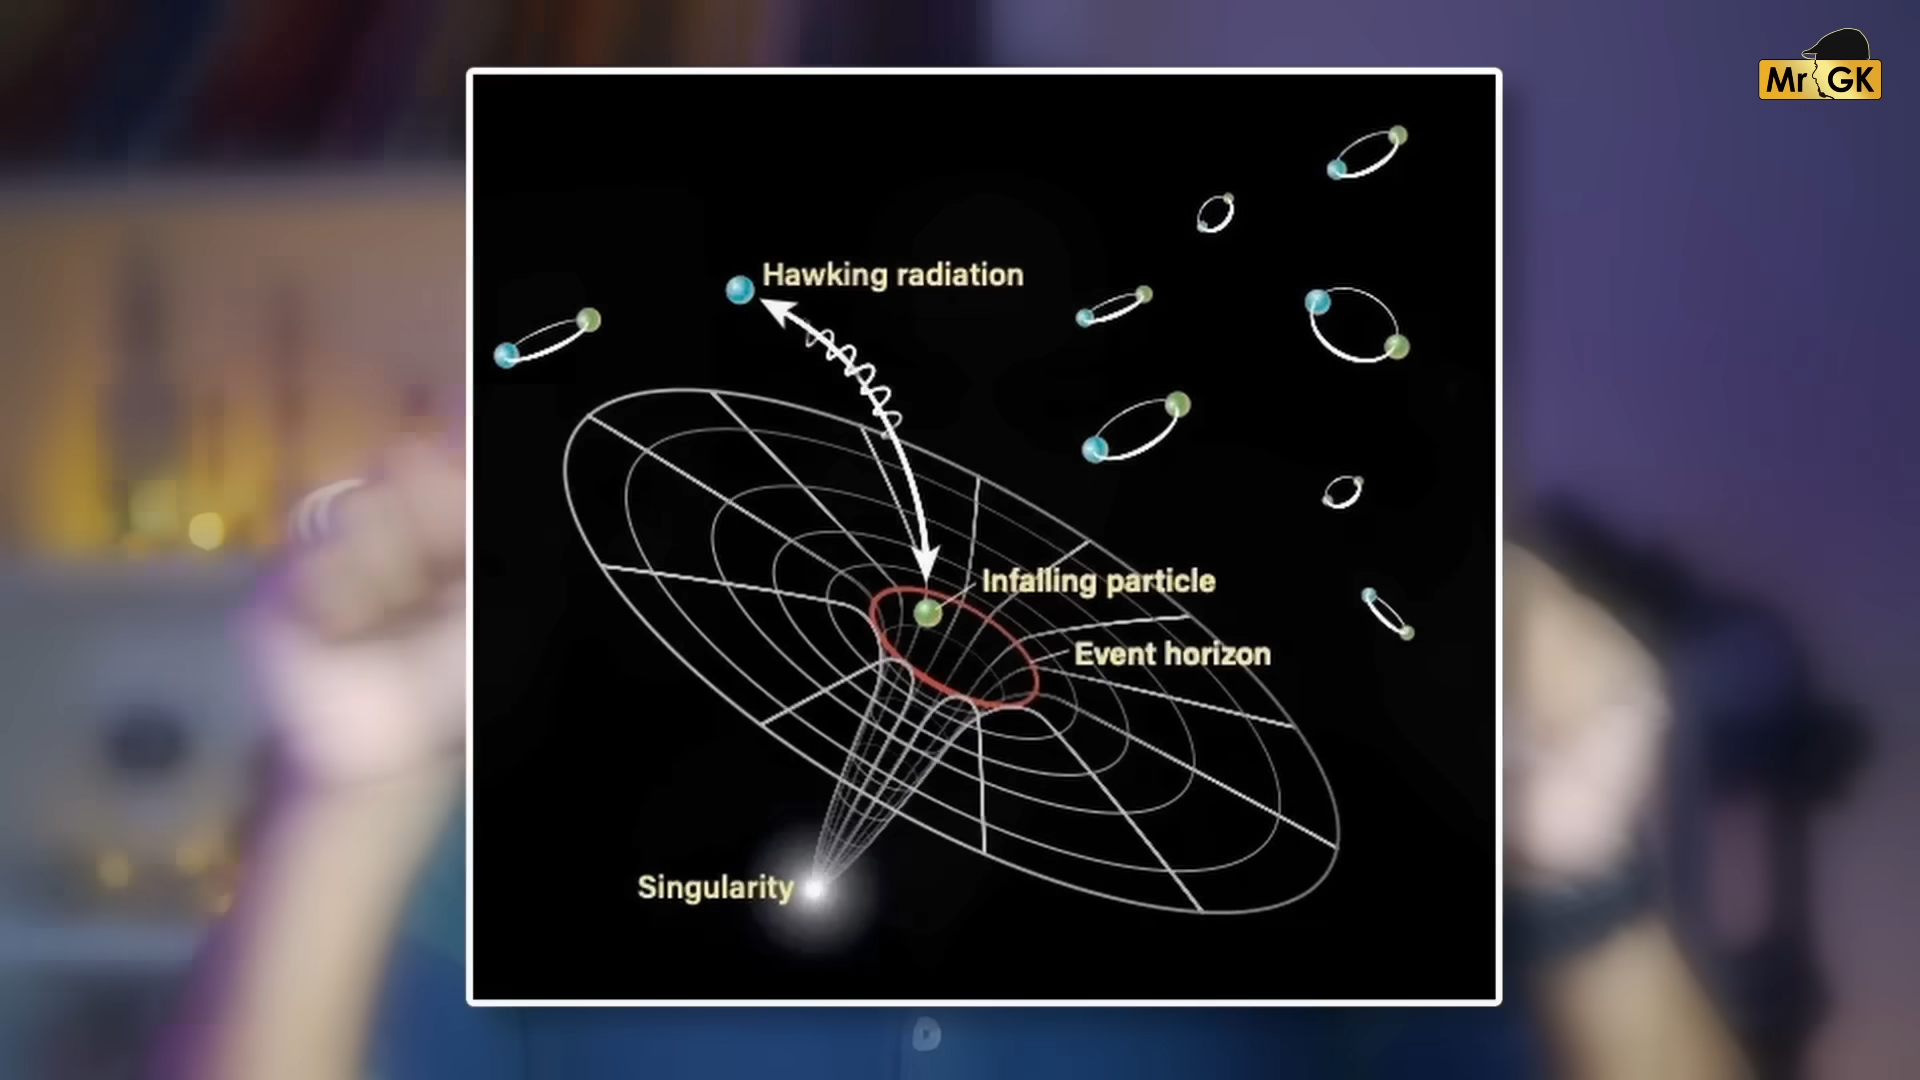 Mr GK
Hawking radiation
Infalling particle
Event horizon
Singularity